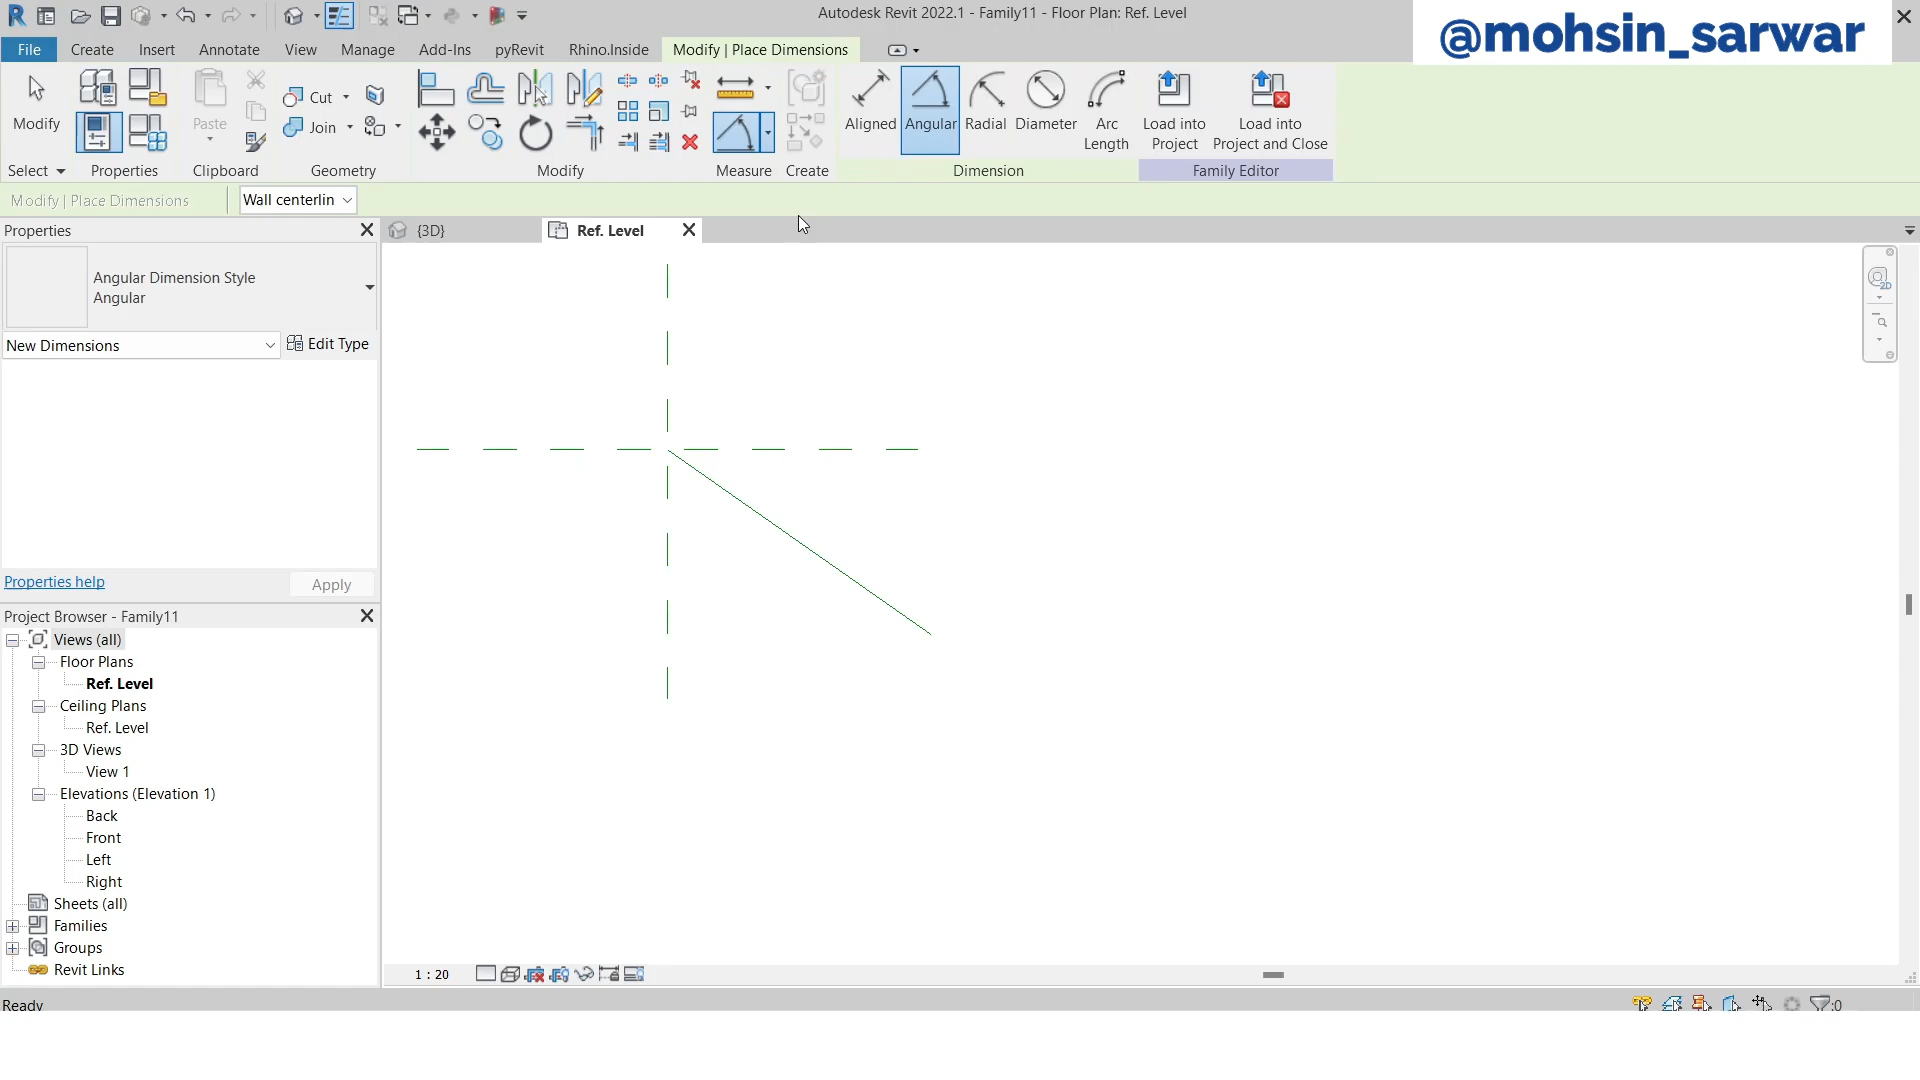 Autodesk Revit 2022.1 - Family11 - Floor Plan: Ref. Level
@mohsin_sarwar
File Create Insert Annotate View Manage Add-Ins pyRevit Rhino.Inside Modify | Place Dimensions
Modify
Paste
Cut
Join
Aligned Angular Radial Diameter Arc Length
Load into Project
Load into Project and Close
Select Properties Clipboard Geometry Modify Measure Create Dimension Family Editor
Modify | Place Dimensions Wall centerlin
Properties
{3D} Ref. Level
Angular Dimension Style
Angular
New Dimensions Edit Type
2D
Properties help Apply
Project Browser - Family11
Views (all)
Floor Plans
Ref. Level
Ceiling Plans
Ref. Level
3D Views
View 1
Elevations (Elevation 1)
Back
Front
Left
Right
Sheets (all)
Families
Groups
Revit Links
1 : 20
Ready :0